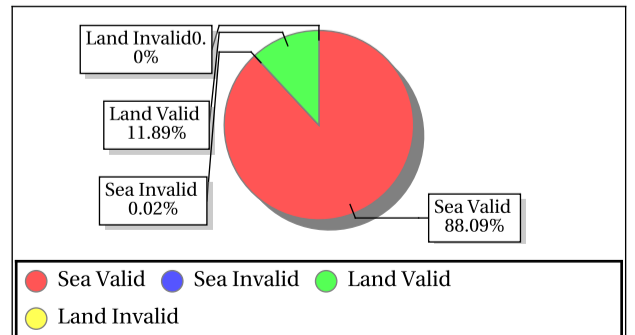 Land Invalid0.
0%
Land Valid
11.89%
Sea Invalid
0.02%
Sea Valid
88.09%
Sea Valid
Sea Invalid
Land Valid
Land Invalid